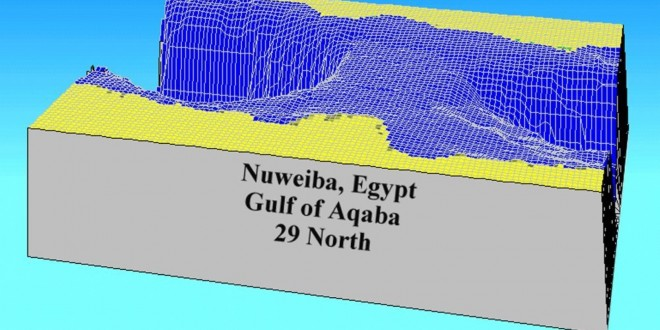 Nuweiba, Egypt
Gulf of Aqaba
29 North